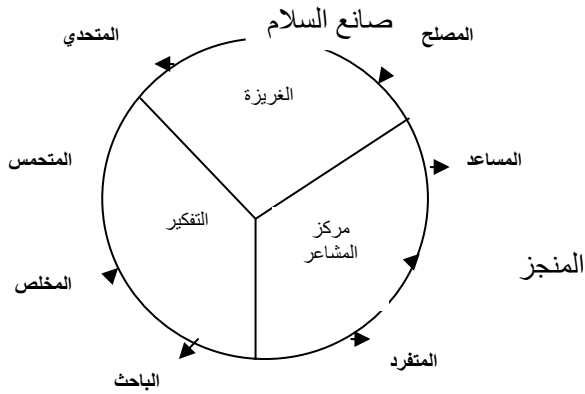 صانع السلام
المتحدي
المصلح
الغريزة
المتحمس
المساعد
التفكير
مركز
المشاعر
المنجز
المخلص
المتفرد
الباحث